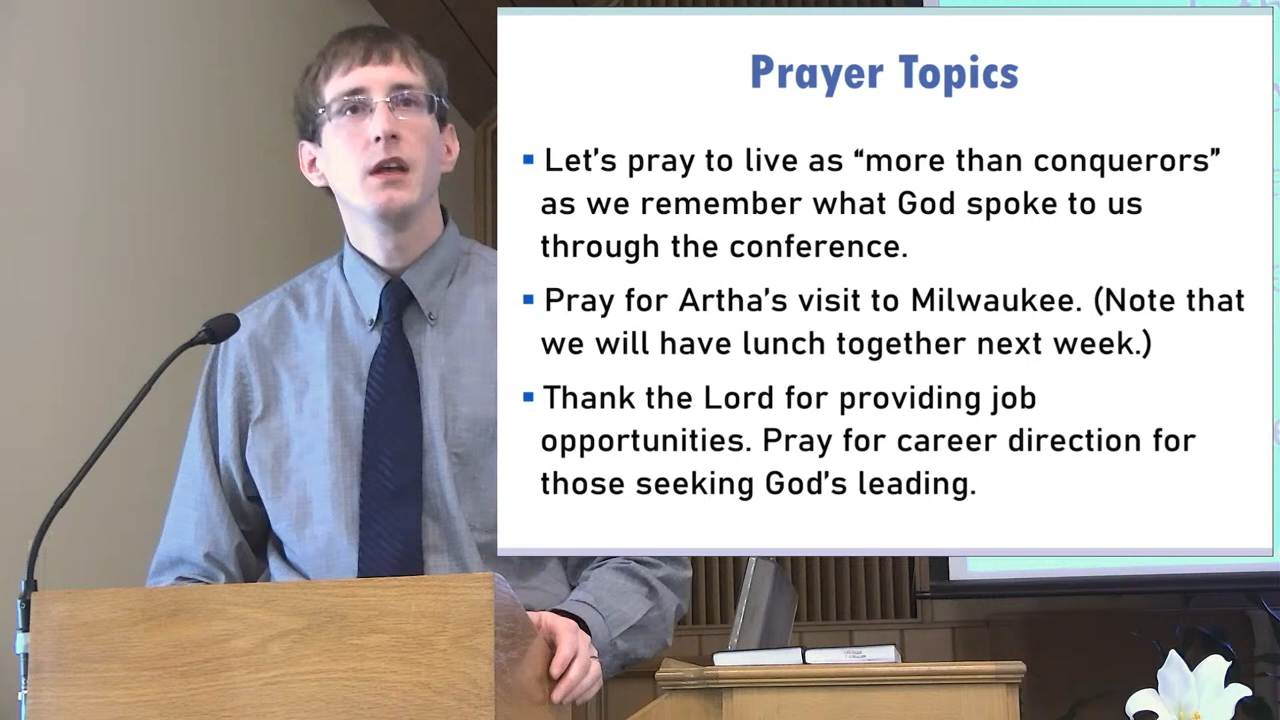 Prayer Topics
▪ Let's pray to live as “more than conquerors”
as we remember what God spoke to us
through the conference.
▪ Pray for Artha's visit to Milwaukee. (Note that
we will have lunch together next week.)
▪ Thank the Lord for providing job
opportunities. Pray for career direction for
those seeking God's leading.